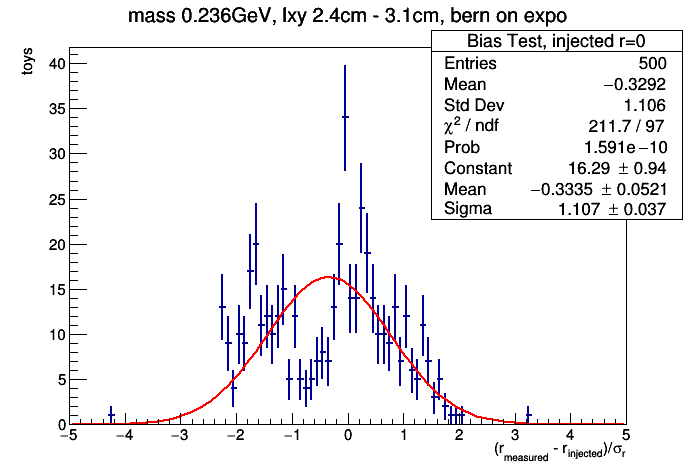 mass 0.236GeV, lxy 2.4cm - 3.1cm, bern on expo
toys
Bias Test, injected r=0
Entries 500
Mean −0.3292
Std Dev 1.106
χ² / ndf 211.7 / 97
Prob 1.591e−10
Constant 16.29 ± 0.94
Mean −0.3335 ± 0.0521
Sigma 1.107 ± 0.037
40
35
30
25
20
15
10
5
0
−5 −4 −3 −2 −1 0 1 2 3 4 5
(r_measured - r_injected)/σ_r